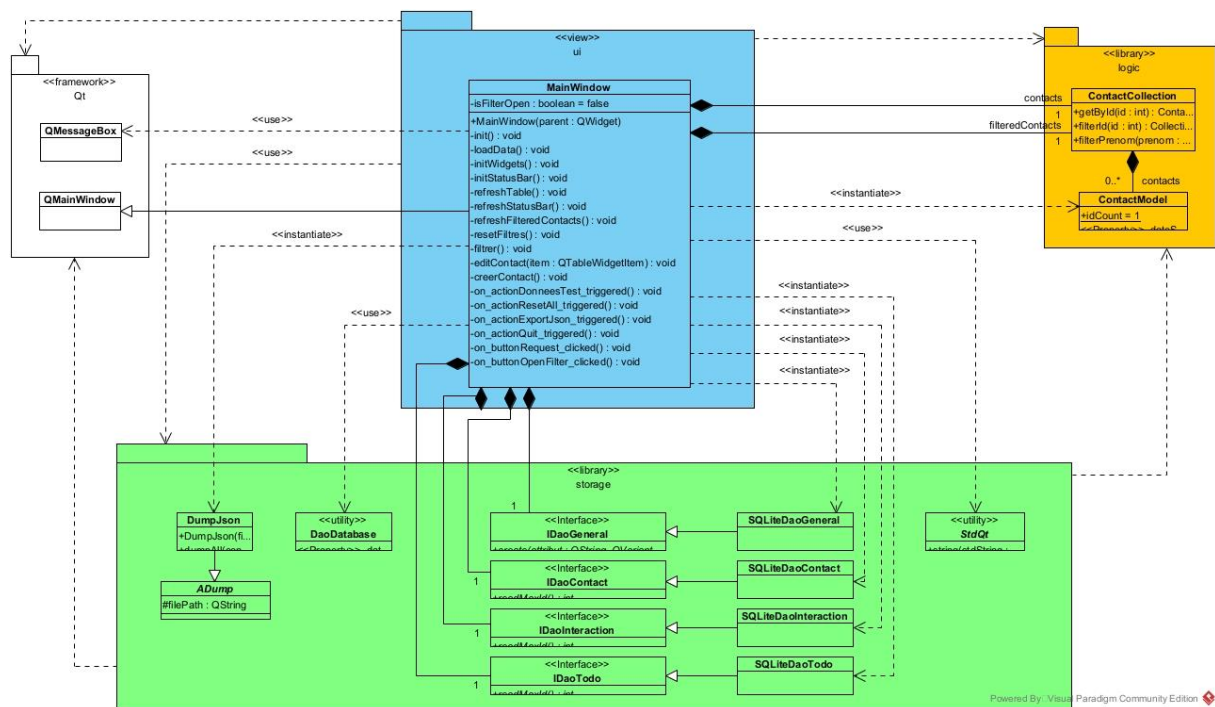 <<view>>
ui
<<framework>>
Qt
<<library>>
logic
MainWindow
-isFilterOpen : boolean = false
+MainWindow(parent : QWidget)
-init() : void
-loadData() : void
-initWidgets() : void
-initStatusBar() : void
-refreshTable() : void
-refreshStatusBar() : void
-refreshFilteredContacts() : void
-resetFiltres() : void
-filtrer() : void
-editContact(item : QTableWidgetItem) : void
-creerContact() : void
-on_actionDonneesTest_triggered() : void
-on_actionResetAll_triggered() : void
-on_actionExportJson_triggered() : void
-on_actionQuit_triggered() : void
-on_buttonRequest_clicked() : void
-on_buttonOpenFilter_clicked() : void
QMessageBox
QMainWindow
<<use>>
<<use>>
<<instantiate>>
<<use>>
contacts
1
filteredContacts
1
ContactCollection
+getById(id : int) : Conta...
+filterId(id : int) : Collecti...
+filterPrenom(prenom : ...
0..*
contacts
ContactModel
+idCount = 1
<<instantiate>>
<<use>>
<<instantiate>>
<<instantiate>>
<<instantiate>>
<<instantiate>>
<<library>>
storage
DumpJson
+DumpJson(fi...
ADump
#filePath : QString
<<utility>>
DaoDatabase
1
<<Interface>>
IDaoGeneral
SQLiteDaoGeneral
<<utility>>
StdQt
1
<<Interface>>
IDaoContact
SQLiteDaoContact
1
<<Interface>>
IDaoInteraction
SQLiteDaoInteraction
1
<<Interface>>
IDaoTodo
SQLiteDaoTodo
Powered By Visual Paradigm Community Edition